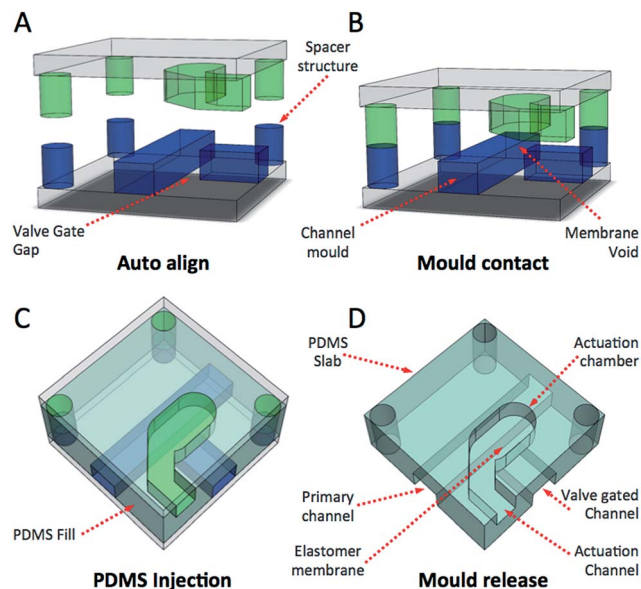 A
B
Spacer
structure
Valve Gate
Gap
Channel
mould
Membrane
Void
Auto align
Mould contact
C
D
PDMS
Slab
Actuation
chamber
PDMS Fill
Primary
channel
Elastomer
membrane
Valve gated
Channel
Actuation
Channel
PDMS Injection
Mould release